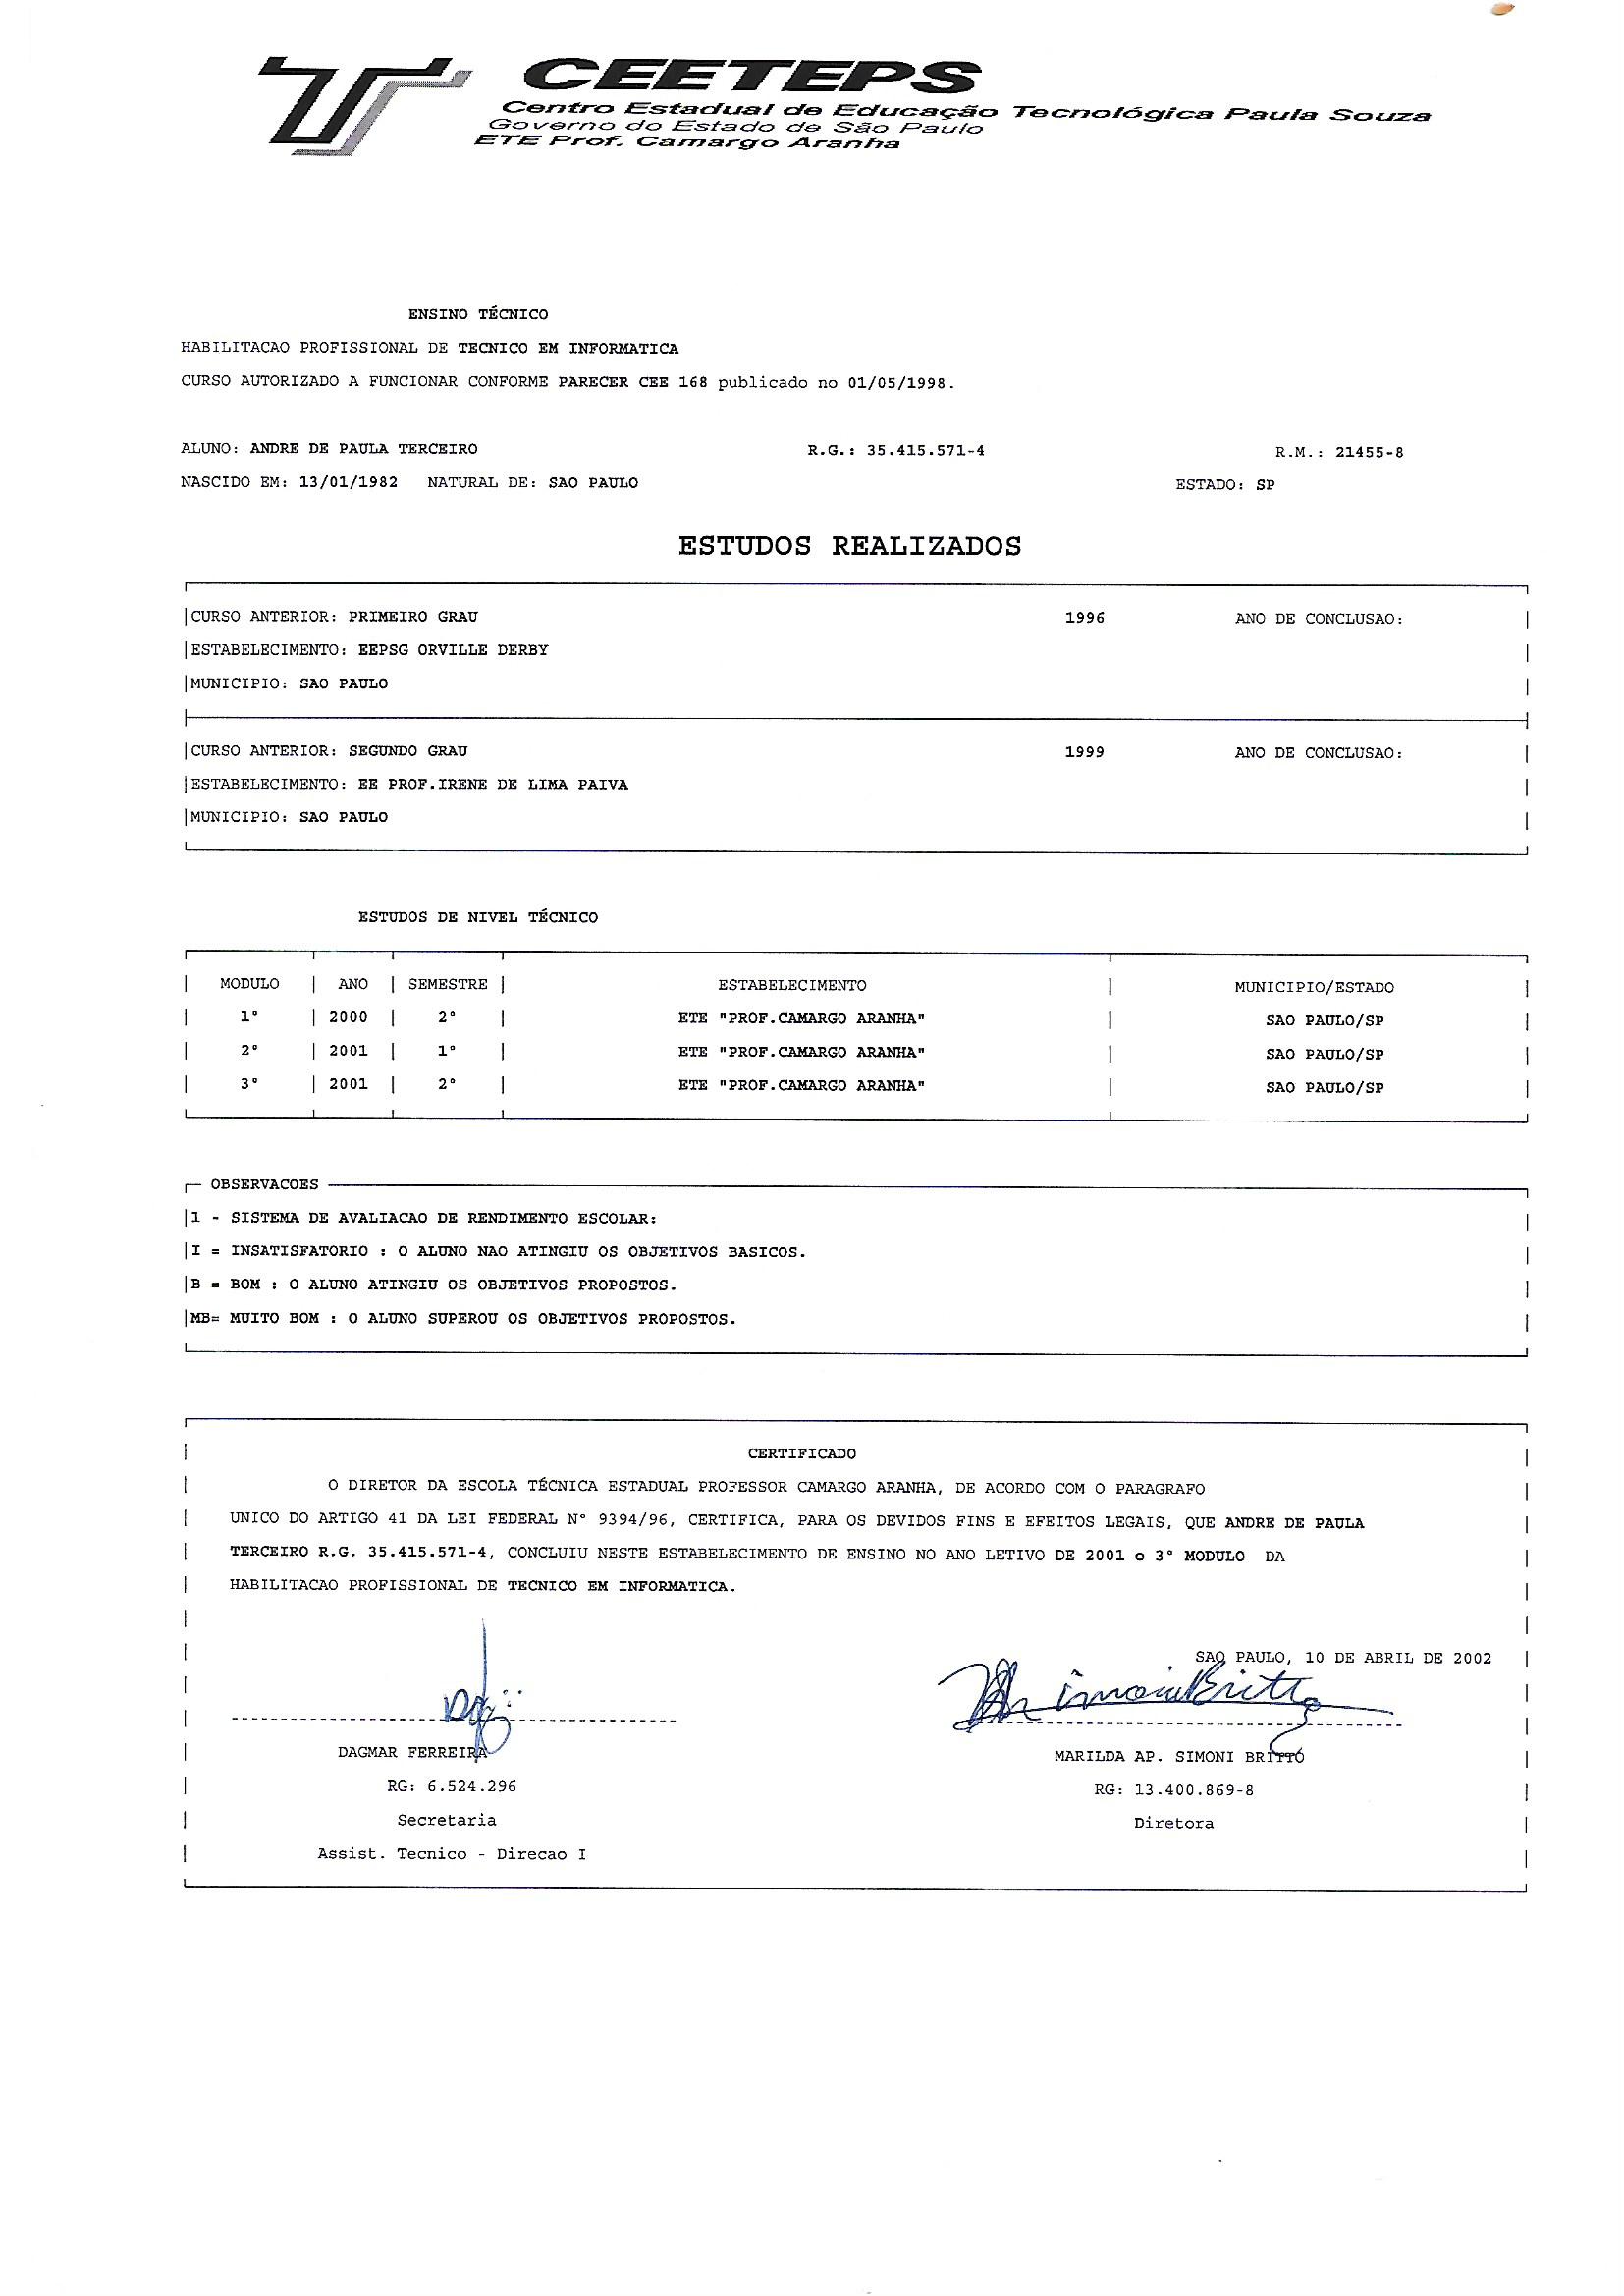 CEETEPS
Centro Estadual de Educação Tecnológica Paula Souza
Governo do Estado de São Paulo
ETE Prof. Camargo Aranha
ENSINO TÉCNICO
HABILITACAO PROFISSIONAL DE TECNICO EM INFORMATICA
CURSO AUTORIZADO A FUNCIONAR CONFORME PARECER CEE 168 publicado no 01/05/1998.
ALUNO: ANDRE DE PAULA TERCEIRO R.G.: 35.415.571-4 R.M.: 21455-8
NASCIDO EM: 13/01/1982 NATURAL DE: SAO PAULO ESTADO: SP
ESTUDOS REALIZADOS
CURSO ANTERIOR: PRIMEIRO GRAU 1996 ANO DE CONCLUSAO:
ESTABELECIMENTO: EEPSG ORVILLE DERBY
MUNICIPIO: SAO PAULO
CURSO ANTERIOR: SEGUNDO GRAU 1999 ANO DE CONCLUSAO:
ESTABELECIMENTO: EE PROF.IRENE DE LIMA PAIVA
MUNICIPIO: SAO PAULO
ESTUDOS DE NIVEL TÉCNICO
MODULO | ANO | SEMESTRE | ESTABELECIMENTO | MUNICIPIO/ESTADO
1º | 2000 | 2º | ETE "PROF.CAMARGO ARANHA" | SAO PAULO/SP
2º | 2001 | 1º | ETE "PROF.CAMARGO ARANHA" | SAO PAULO/SP
3º | 2001 | 2º | ETE "PROF.CAMARGO ARANHA" | SAO PAULO/SP
OBSERVACOES
1 - SISTEMA DE AVALIACAO DE RENDIMENTO ESCOLAR:
I = INSATISFATORIO : O ALUNO NAO ATINGIU OS OBJETIVOS BASICOS.
B = BOM : O ALUNO ATINGIU OS OBJETIVOS PROPOSTOS.
MB= MUITO BOM : O ALUNO SUPEROU OS OBJETIVOS PROPOSTOS.
CERTIFICADO
O DIRETOR DA ESCOLA TÉCNICA ESTADUAL PROFESSOR CAMARGO ARANHA, DE ACORDO COM O PARAGRAFO
UNICO DO ARTIGO 41 DA LEI FEDERAL Nº 9394/96, CERTIFICA, PARA OS DEVIDOS FINS E EFEITOS LEGAIS, QUE ANDRE DE PAULA
TERCEIRO R.G. 35.415.571-4, CONCLUIU NESTE ESTABELECIMENTO DE ENSINO NO ANO LETIVO DE 2001 o 3º MODULO DA
HABILITACAO PROFISSIONAL DE TECNICO EM INFORMATICA.
SAO PAULO, 10 DE ABRIL DE 2002
DAGMAR FERREIRA MARILDA AP. SIMONI BRITTO
RG: 6.524.296 RG: 13.400.869-8
Secretaria Diretora
Assist. Tecnico - Direcao I